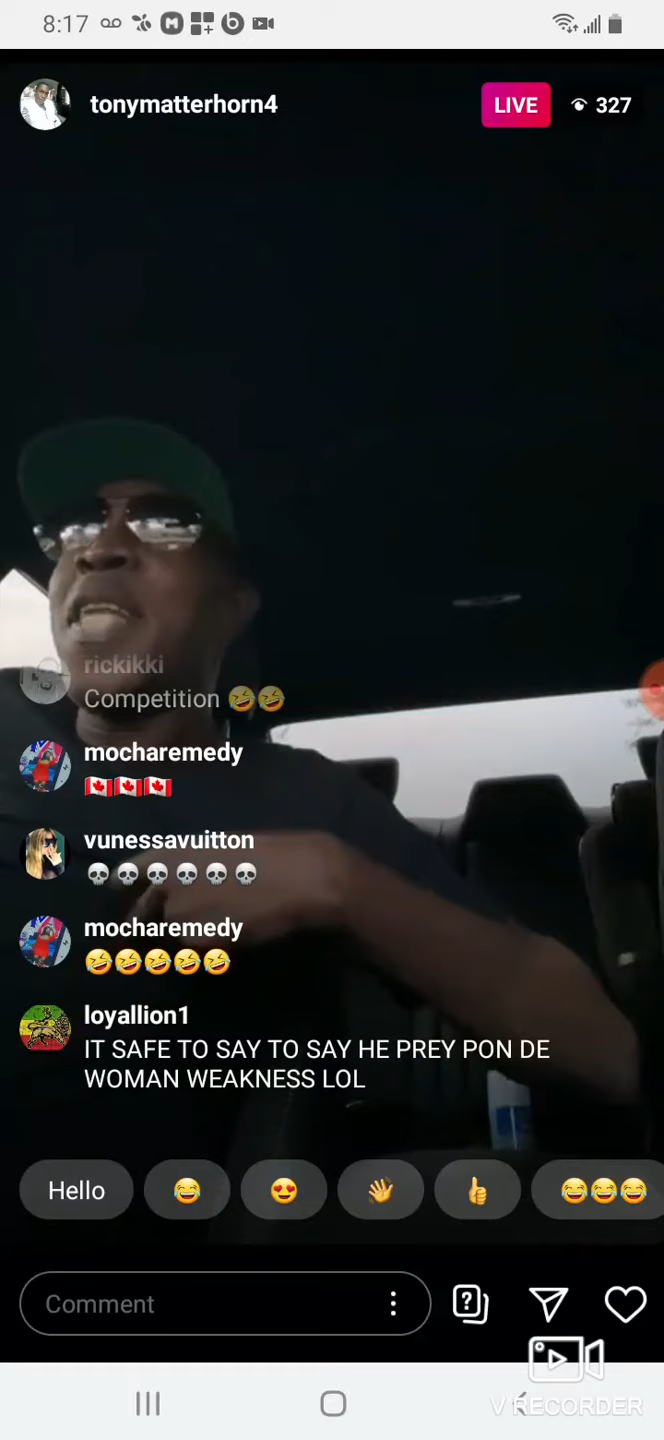 8:17
tonymatterhorn4
LIVE 327
rickikki
Competition 🤣🤣
mocharemedy
🇨🇦🇨🇦🇨🇦
vunessavuitton
💀💀💀💀💀💀
mocharemedy
🤣🤣🤣🤣🤣
loyallion1
IT SAFE TO SAY TO SAY HE PREY PON DE
WOMAN WEAKNESS LOL
Hello 😂 😍 👋 👍 😂😂😂
Comment
V RECORDER